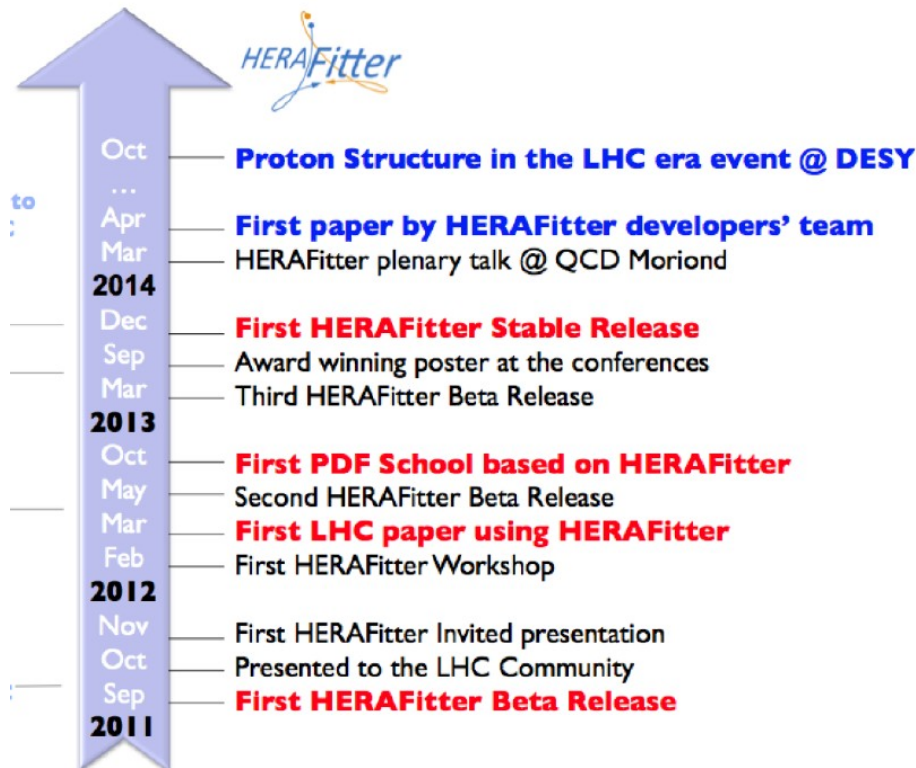 HERAFitter
Oct Proton Structure in the LHC era event @ DESY
...
to
Apr First paper by HERAFitter developers' team
Mar HERAFitter plenary talk @ QCD Moriond
2014
Dec First HERAFitter Stable Release
Sep Award winning poster at the conferences
Mar Third HERAFitter Beta Release
2013
Oct First PDF School based on HERAFitter
May Second HERAFitter Beta Release
Mar First LHC paper using HERAFitter
Feb First HERAFitter Workshop
2012
Nov First HERAFitter Invited presentation
Oct Presented to the LHC Community
Sep First HERAFitter Beta Release
2011